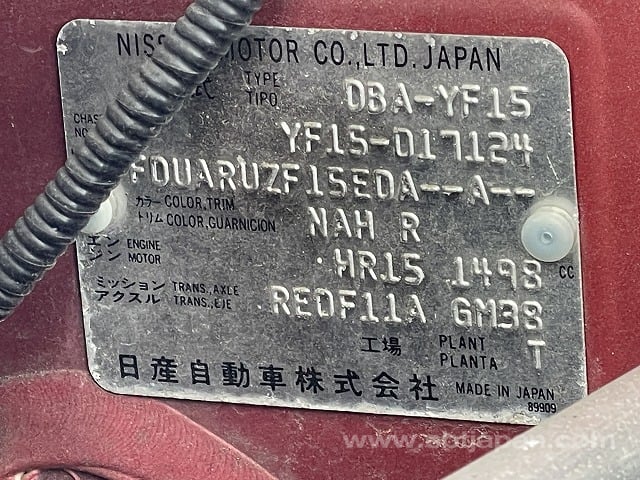 NISS MOTOR CO.,LTD.JAPAN
TYPE
TIPO
DBA-YF15
CHAS
NO
YF15-017124
FDUARUZF15EDA--A--
カラー COLOR,TRIM
トリム COLOR,GUARNICION
NAH R
エン ENGINE
ジン MOTOR
HR15 1498 CC
ミッション TRANS.,AXLE
アクスル TRANS.,EJE
RE0F11A GM38
工場 PLANT
PLANTA
T
日産自動車株式会社 MADE IN JAPAN
89909